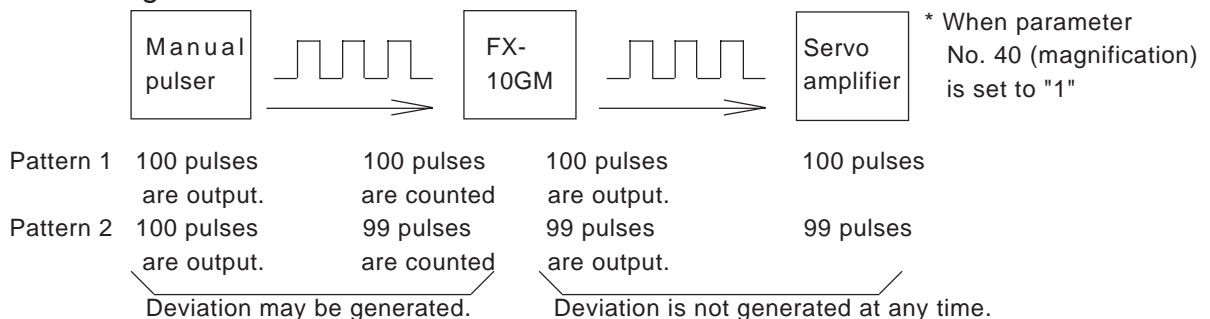 Manual
pulser
FX-
10GM
Servo
amplifier
* When parameter
No. 40 (magnification)
is set to "1"
Pattern 1 100 pulses 100 pulses 100 pulses 100 pulses
are output. are counted are output.
Pattern 2 100 pulses 99 pulses 99 pulses 99 pulses
are output. are counted are output.
Deviation may be generated. Deviation is not generated at any time.